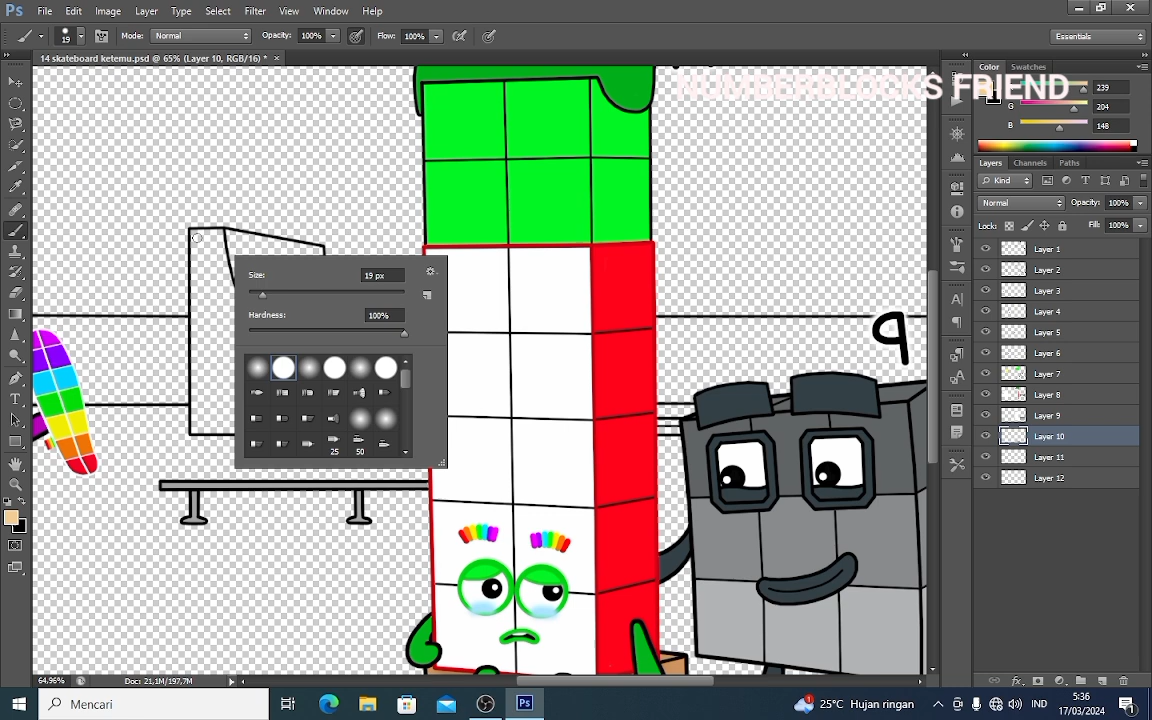 Ps File Edit Image Layer Type Select Filter View Window Help
19 Mode: Normal Opacity: 100% Flow: 100% Essentials
14 skateboard ketemu.psd @ 65% (Layer 10, RGB/16) *
Color Swatches
NUMBERBLOCKS FRIEND
239
G 204
B 148
Layers Channels Paths
Kind
Normal Opacity: 100%
Lock: Fill: 100%
Layer 1
Layer 2
Layer 3
Layer 4
Layer 5
Layer 6
Layer 7
Layer 8
Layer 9
Layer 10
Layer 11
Layer 12
Size: 19 px
Hardness: 100%
25 50
9
64,96% Doc: 21,1M/197,7M
Mencari
25°C Hujan ringan IND
5:36
17/03/2024